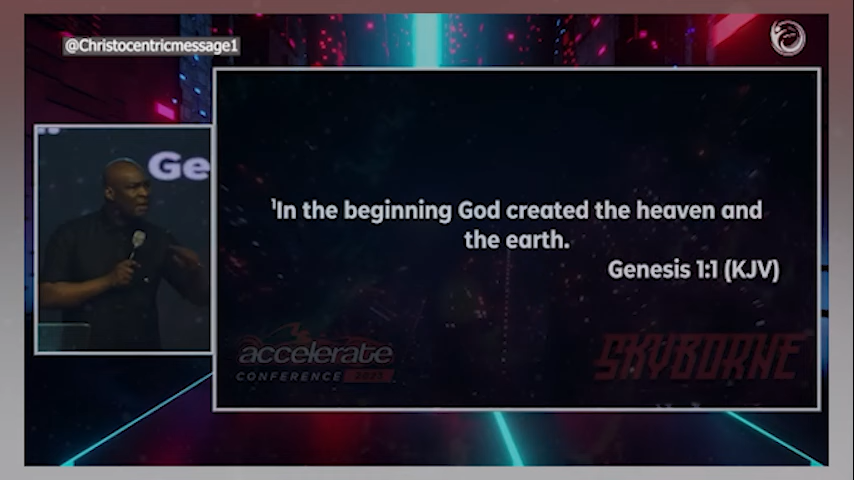 @Christocentricmessage1
Ge
¹In the beginning God created the heaven and
the earth.
Genesis 1:1 (KJV)
accelerate
CONFERENCE
SKYBORNE